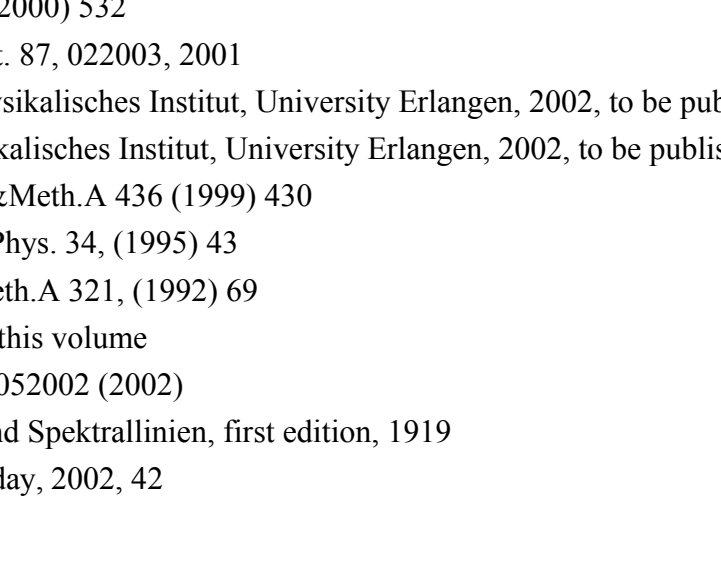 2000) 532
t. 87, 022003, 2001
ysikalisches Institut, University Erlangen, 2002, to be pub
kalisches Institut, University Erlangen, 2002, to be publis
&Meth.A 436 (1999) 430
Phys. 34, (1995) 43
eth.A 321, (1992) 69
this volume
052002 (2002)
nd Spektrallinien, first edition, 1919
day, 2002, 42